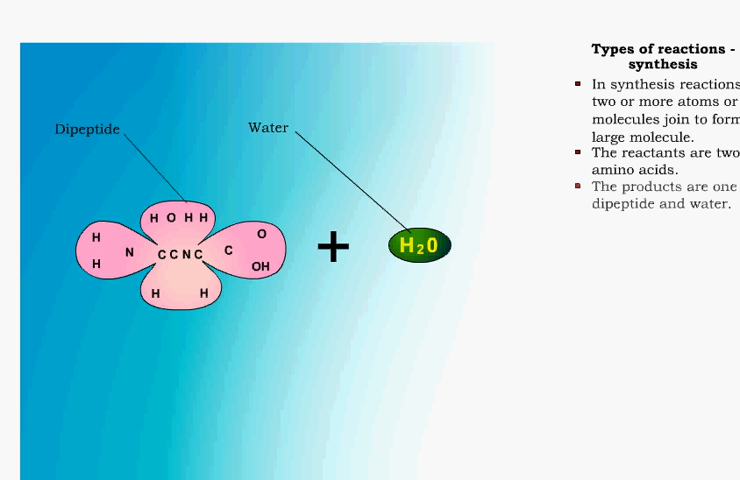 Types of reactions -
synthesis
In synthesis reactions
two or more atoms or
molecules join to form
large molecule.
The reactants are two
amino acids.
The products are one
dipeptide and water.
Dipeptide
Water
H O H H
H
O
N
C C N C
C
H
OH
H
H
+
H20